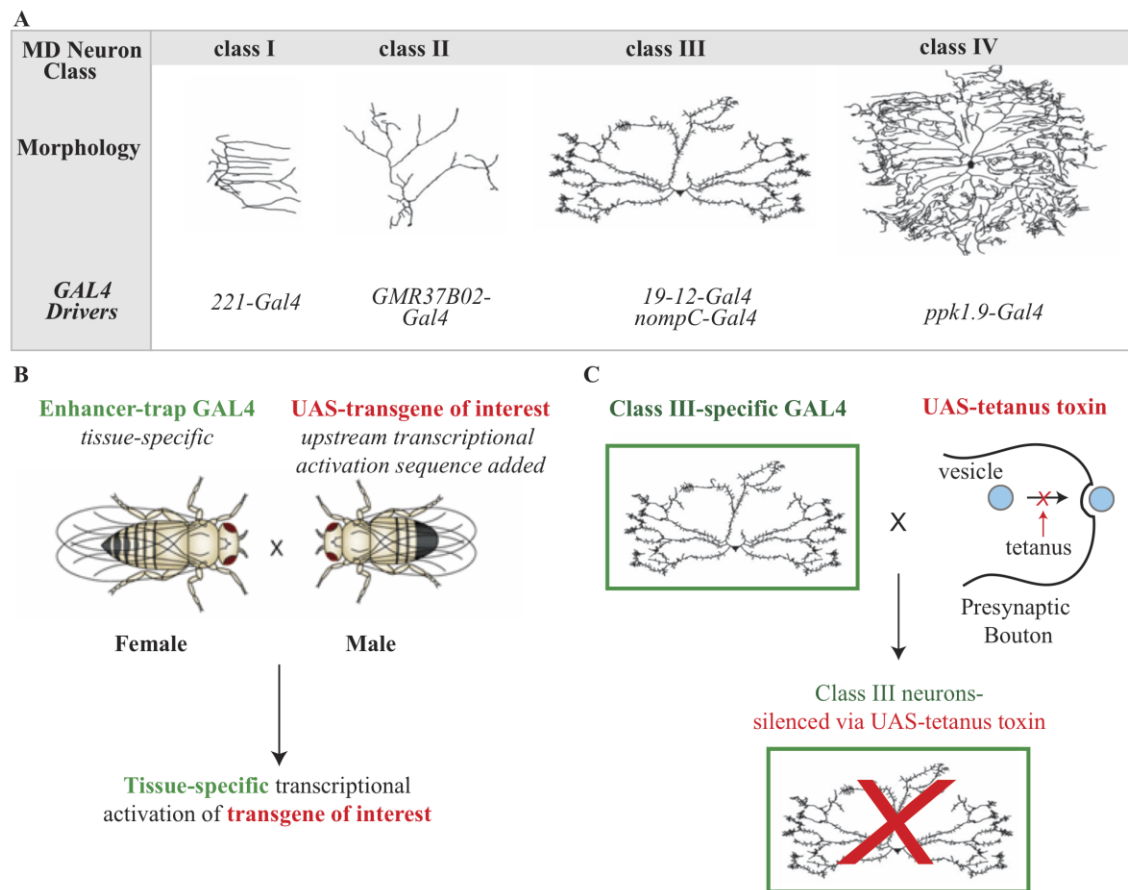 A
MD Neuron Class
class I
class II
class III
class IV
Morphology
GAL4 Drivers
221-Gal4
GMR37B02-
Gal4
19-12-Gal4
nompC-Gal4
ppk1.9-Gal4
B
Enhancer-trap GAL4
tissue-specific
UAS-transgene of interest
upstream transcriptional
activation sequence added
x
Female
Male
Tissue-specific transcriptional
activation of transgene of interest
C
Class III-specific GAL4
UAS-tetanus toxin
vesicle
x
tetanus
X
Presynaptic
Bouton
Class III neurons-
silenced via UAS-tetanus toxin